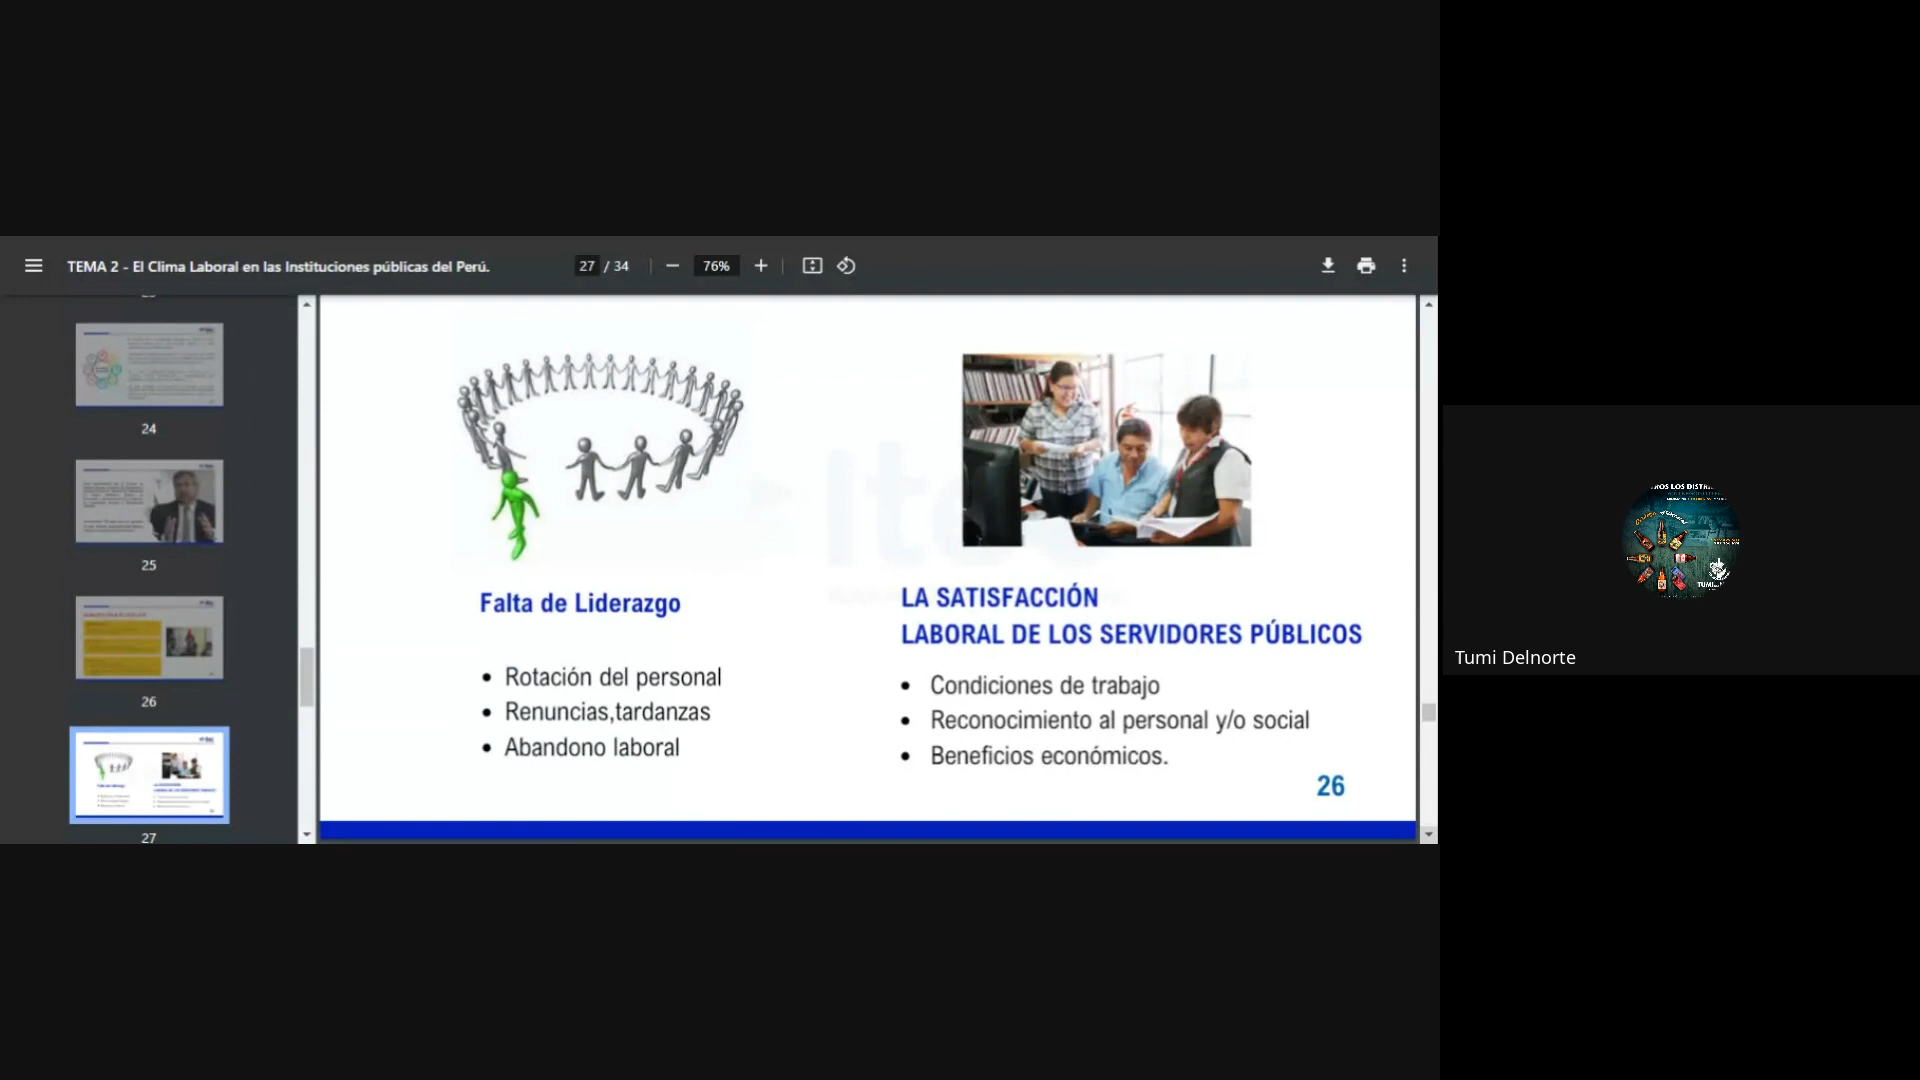 TEMA 2 - El Clima Laboral en las Instituciones públicas del Perú.
27 / 34
76%
24
25
26
27
Falta de Liderazgo
• Rotación del personal
• Renuncias,tardanzas
• Abandono laboral
LA SATISFACCIÓN
LABORAL DE LOS SERVIDORES PÚBLICOS
• Condiciones de trabajo
• Reconocimiento al personal y/o social
• Beneficios económicos.
26
Tumi Delnorte